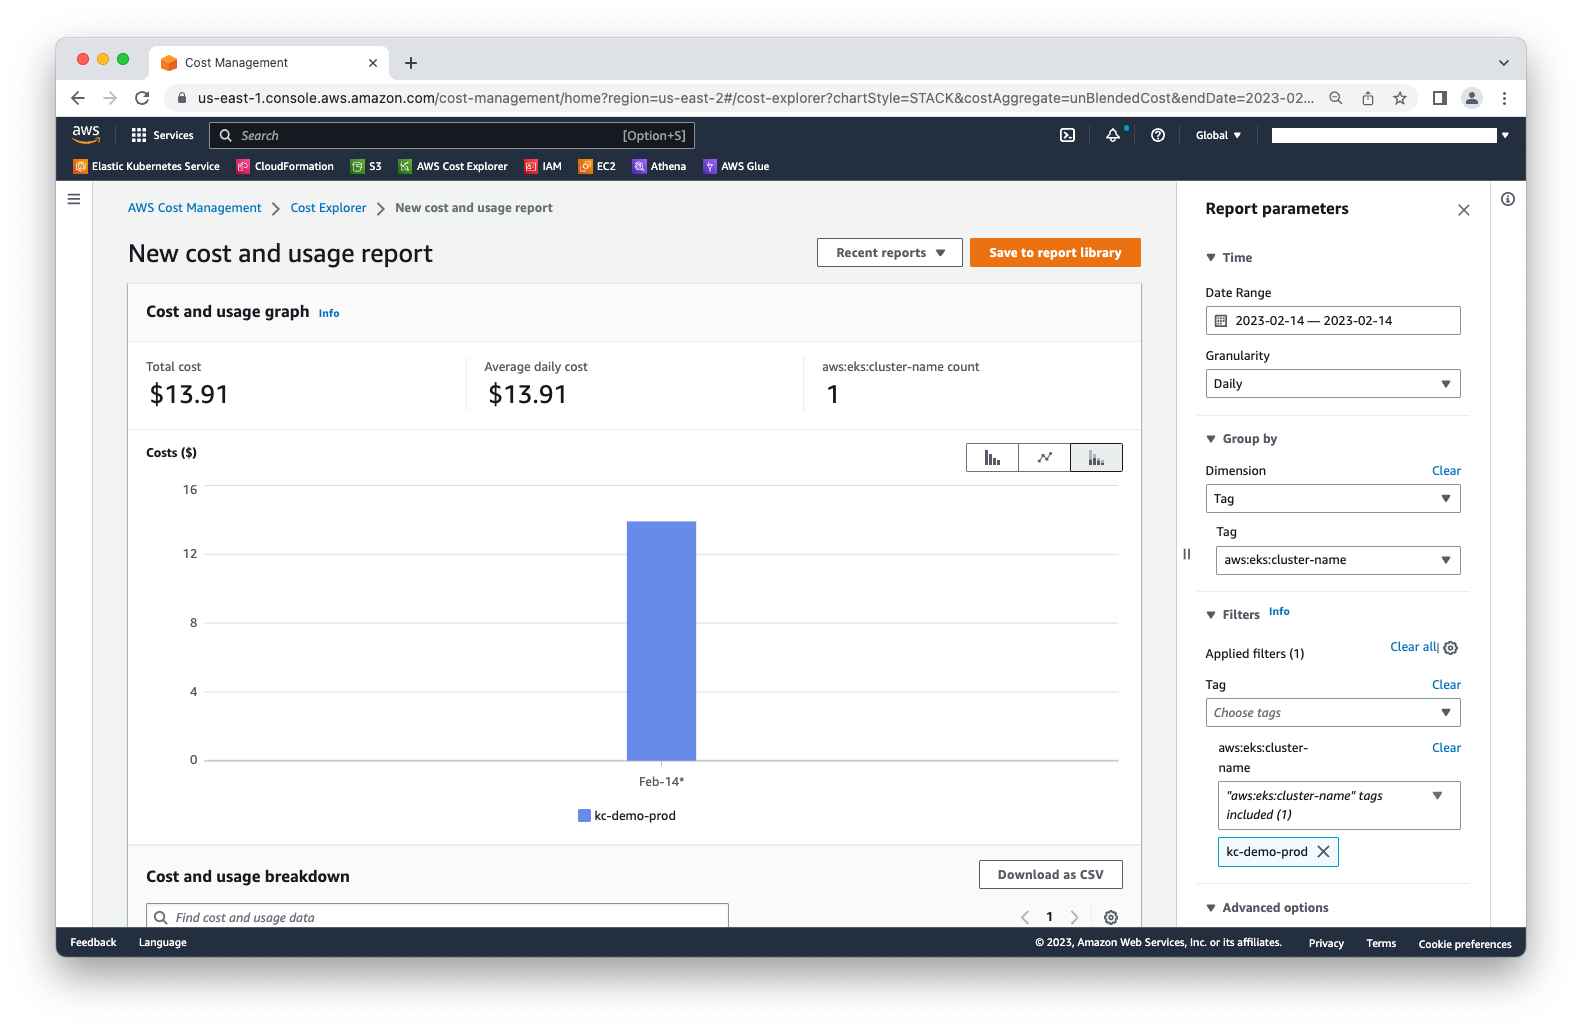 Cost Management
us-east-1.console.aws.amazon.com/cost-management/home?region=us-east-2#/cost-explorer?chartStyle=STACK&costAggregate=unBlendedCost&endDate=2023-02...
aws Services Search [Option+S] Global
Elastic Kubernetes Service CloudFormation S3 AWS Cost Explorer IAM EC2 Athena AWS Glue
AWS Cost Management Cost Explorer New cost and usage report
New cost and usage report
Recent reports Save to report library
Cost and usage graph Info
Total cost
$13.91
Average daily cost
$13.91
aws:eks:cluster-name count
1
Costs ($)
16
12
8
4
0
Feb-14*
kc-demo-prod
Cost and usage breakdown
Download as CSV
Find cost and usage data
1
Report parameters
Time
Date Range
2023-02-14 — 2023-02-14
Granularity
Daily
Group by
Dimension Clear
Tag
Tag
aws:eks:cluster-name
Filters Info
Applied filters (1) Clear all
Tag Clear
Choose tags
aws:eks:cluster- Clear
name
"aws:eks:cluster-name" tags
included (1)
kc-demo-prod
Advanced options
Feedback Language © 2023, Amazon Web Services, Inc. or its affiliates. Privacy Terms Cookie preferences